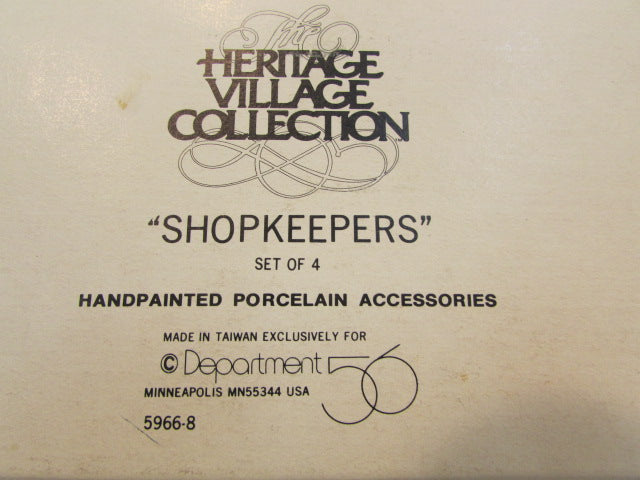 The
HERITAGE
VILLAGE
COLLECTION™
“SHOPKEEPERS”
SET OF 4
HANDPAINTED PORCELAIN ACCESSORIES
MADE IN TAIWAN EXCLUSIVELY FOR
© Department 56
MINNEAPOLIS MN55344 USA
5966-8